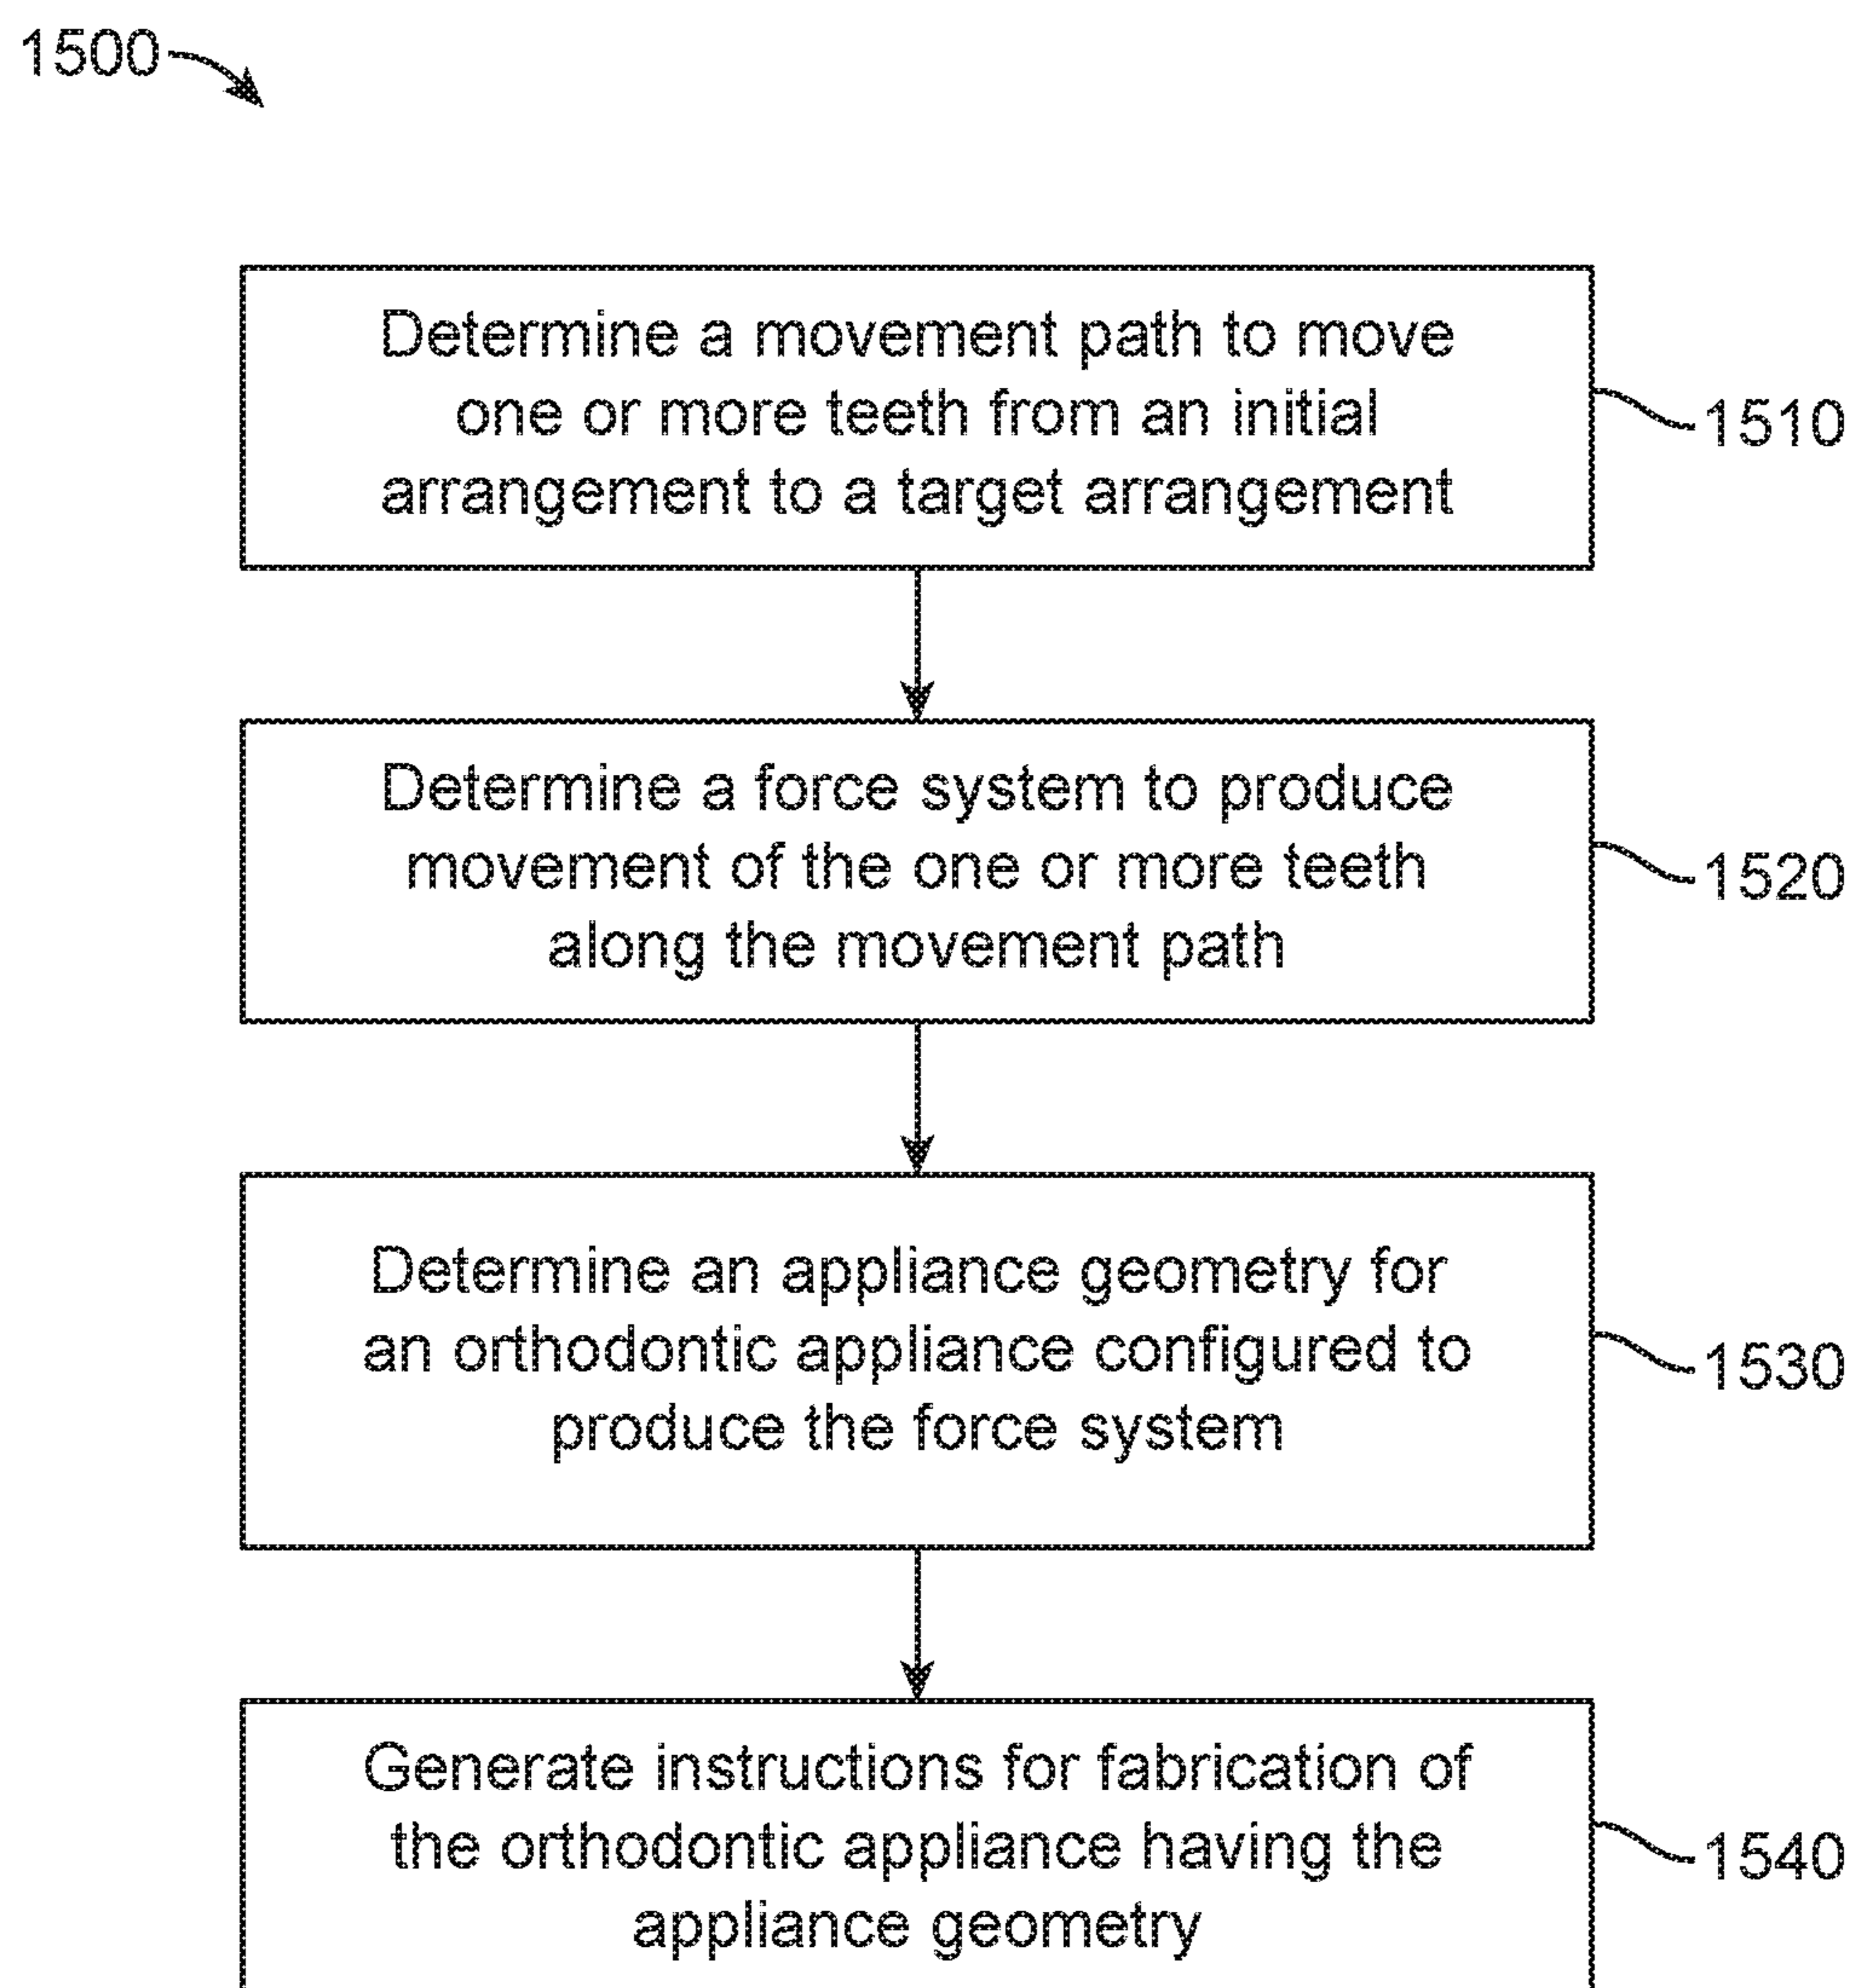 1500
Determine a movement path to move
one or more teeth from an initial
arrangement to a target arrangement
1510
Determine a force system to produce
movement of the one or more teeth
along the movement path
1520
Determine an appliance geometry for
an orthodontic appliance configured to
produce the force system
1530
Generate instructions for fabrication of
the orthodontic appliance having the
appliance geometry
1540